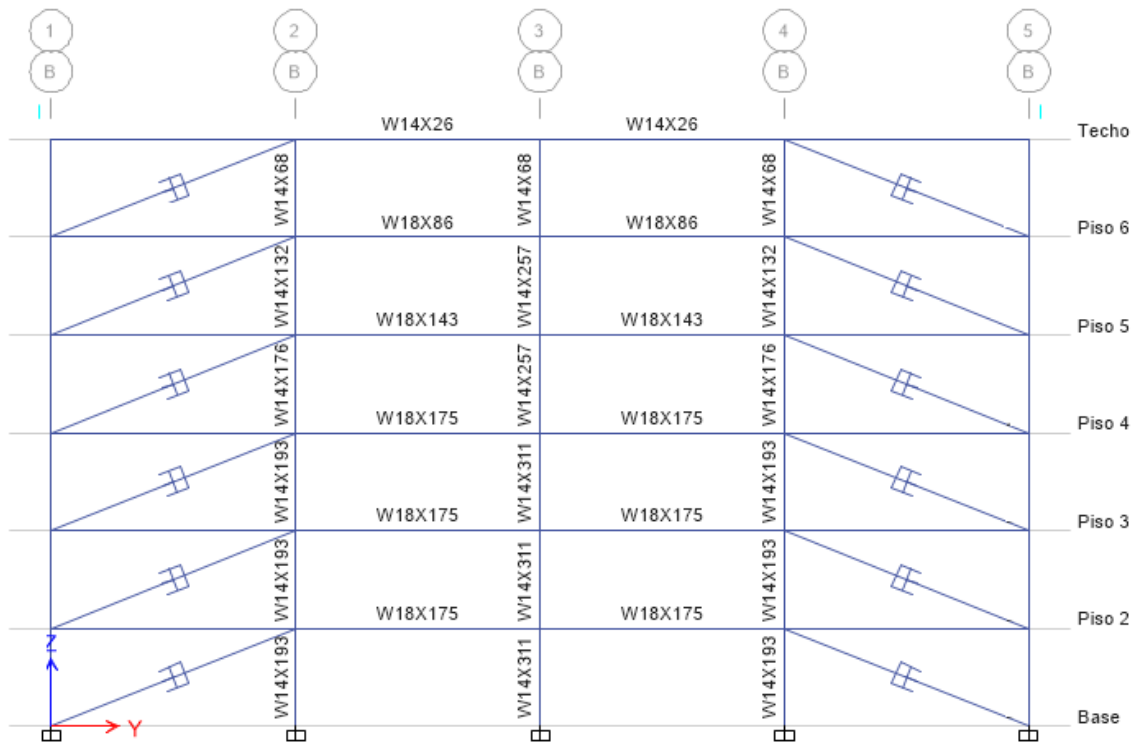 1 2 3 4 5
B B B B B
W14X26 W14X26
Techo
W14X68 W14X68 W14X68
W18X86 W18X86
Piso 6
W14X132 W14X257 W14X132
W18X143 W18X143
Piso 5
W14X176 W14X257 W14X176
W18X175 W18X175
Piso 4
W14X193 W14X311 W14X193
W18X175 W18X175
Piso 3
W14X193 W14X311 W14X193
W18X175 W18X175
Piso 2
Z
W14X193 W14X311 W14X193
Y
Base